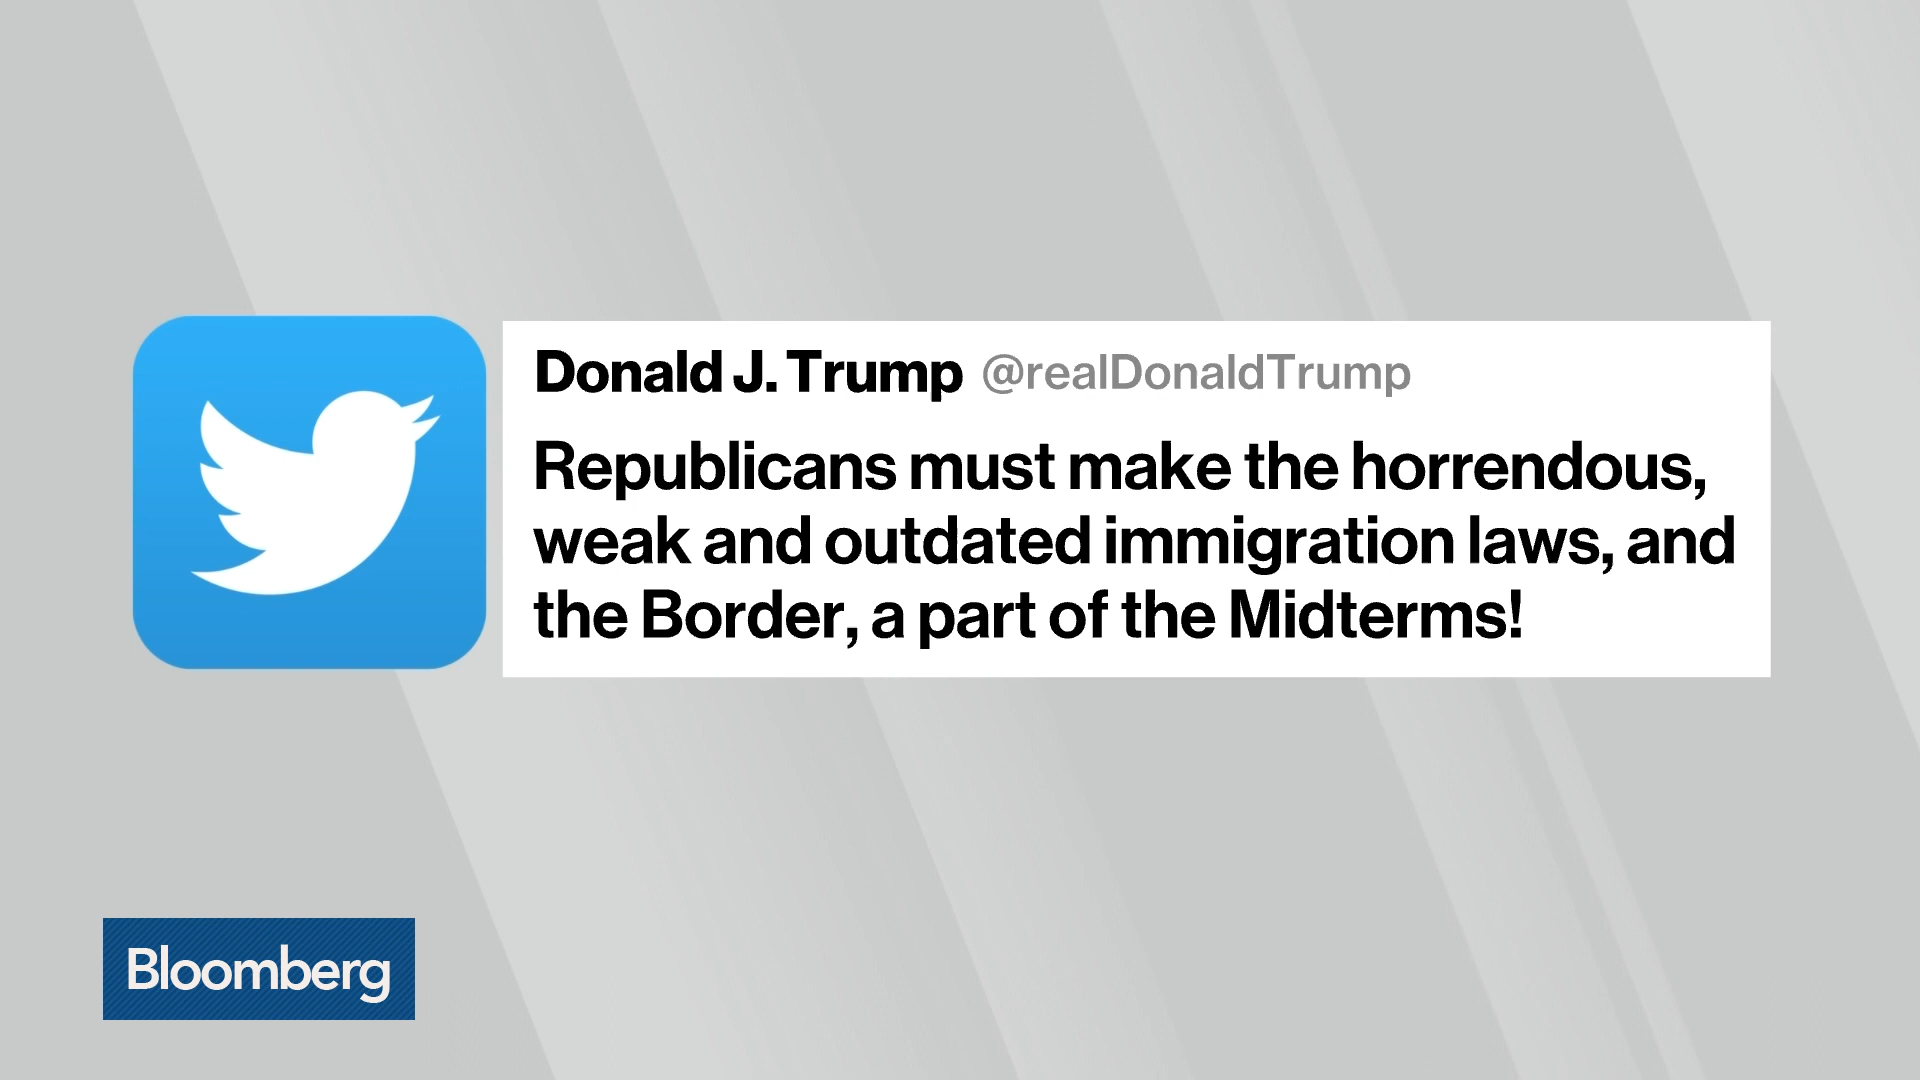 Donald J. Trump @realDonaldTrump
Republicans must make the horrendous,
weak and outdated immigration laws, and
the Border, a part of the Midterms!
Bloomberg